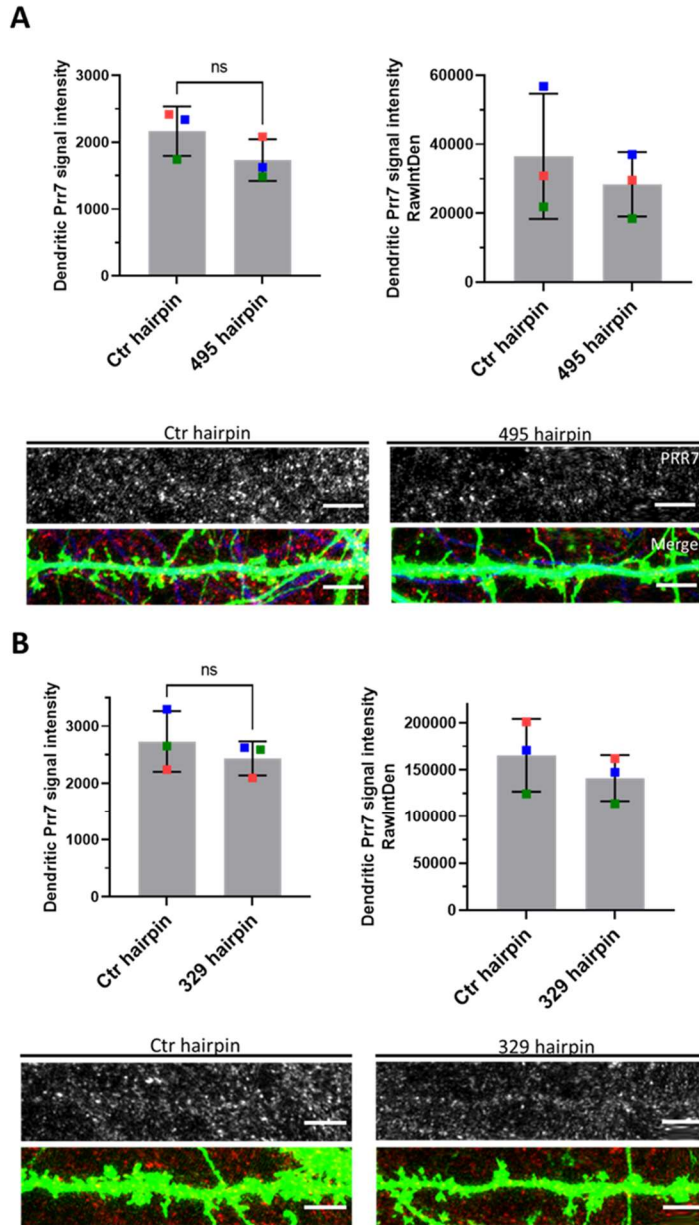 A
ns
Dendritic Prr7 signal intensity
3000
2000
1000
0
Ctr hairpin
495 hairpin
Dendritic Prr7 signal intensity
RawIntDen
60000
40000
20000
0
Ctr hairpin
495 hairpin
Ctr hairpin
495 hairpin
PRR7
Merge
B
ns
Dendritic Prr7 signal intensity
3000
2000
1000
0
Ctr hairpin
329 hairpin
Dendritic Prr7 signal intensity
RawIntDen
200000
150000
100000
50000
0
Ctr hairpin
329 hairpin
Ctr hairpin
329 hairpin